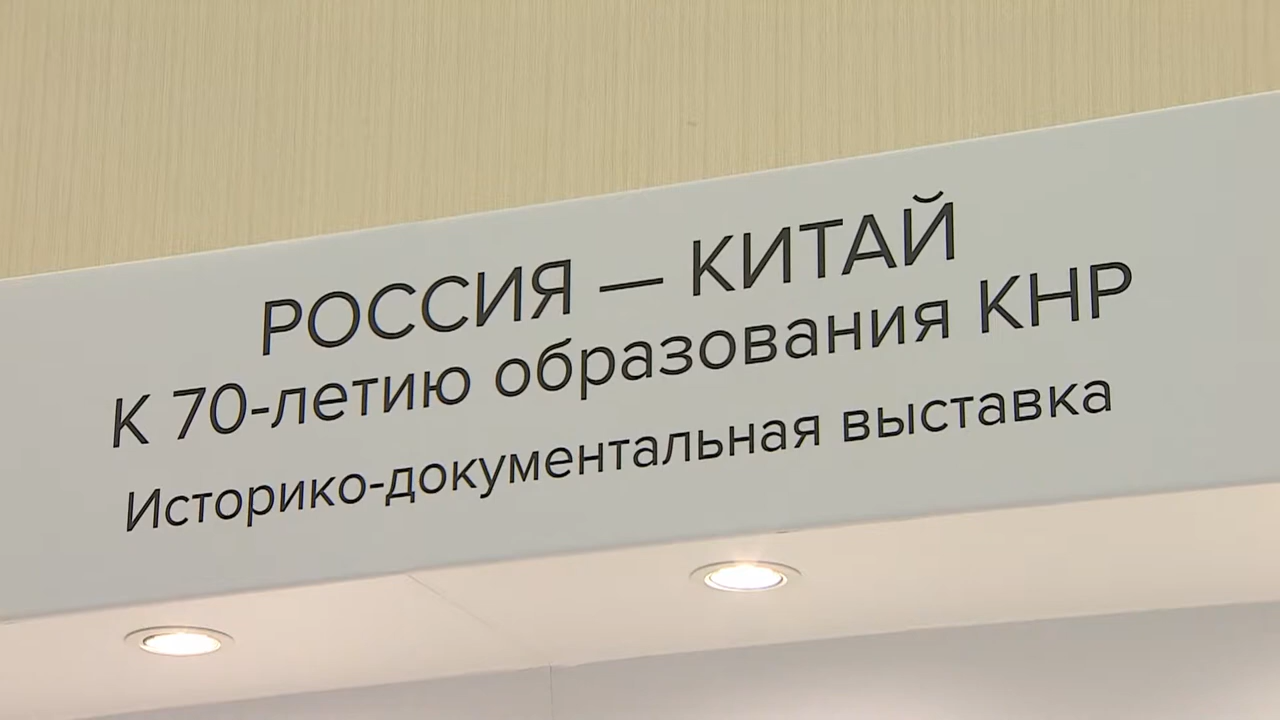 РОССИЯ — КИТАЙ
К 70-летию образования КНР
Историко-документальная выставка